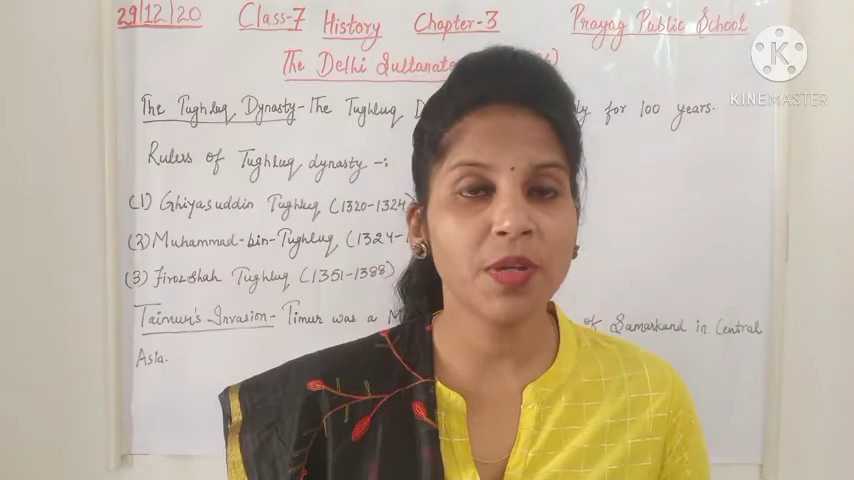 29/12/20 Class-7 History Chapter-3 Prayag Public School
The Delhi Sultanate
The Tughluq Dynasty - The Tughluq for 100 years.
Rulers of Tughluq dynasty -:
(1) Ghiyasuddin Tughluq (1320-1324)
(2) Muhammad-bin-Tughluq (1324-
(3) Firozshah Tughluq (1351-1388)
Taimur's Invasion - Timur was a of Samarkand in Central
Asia.
K
KINEMASTER